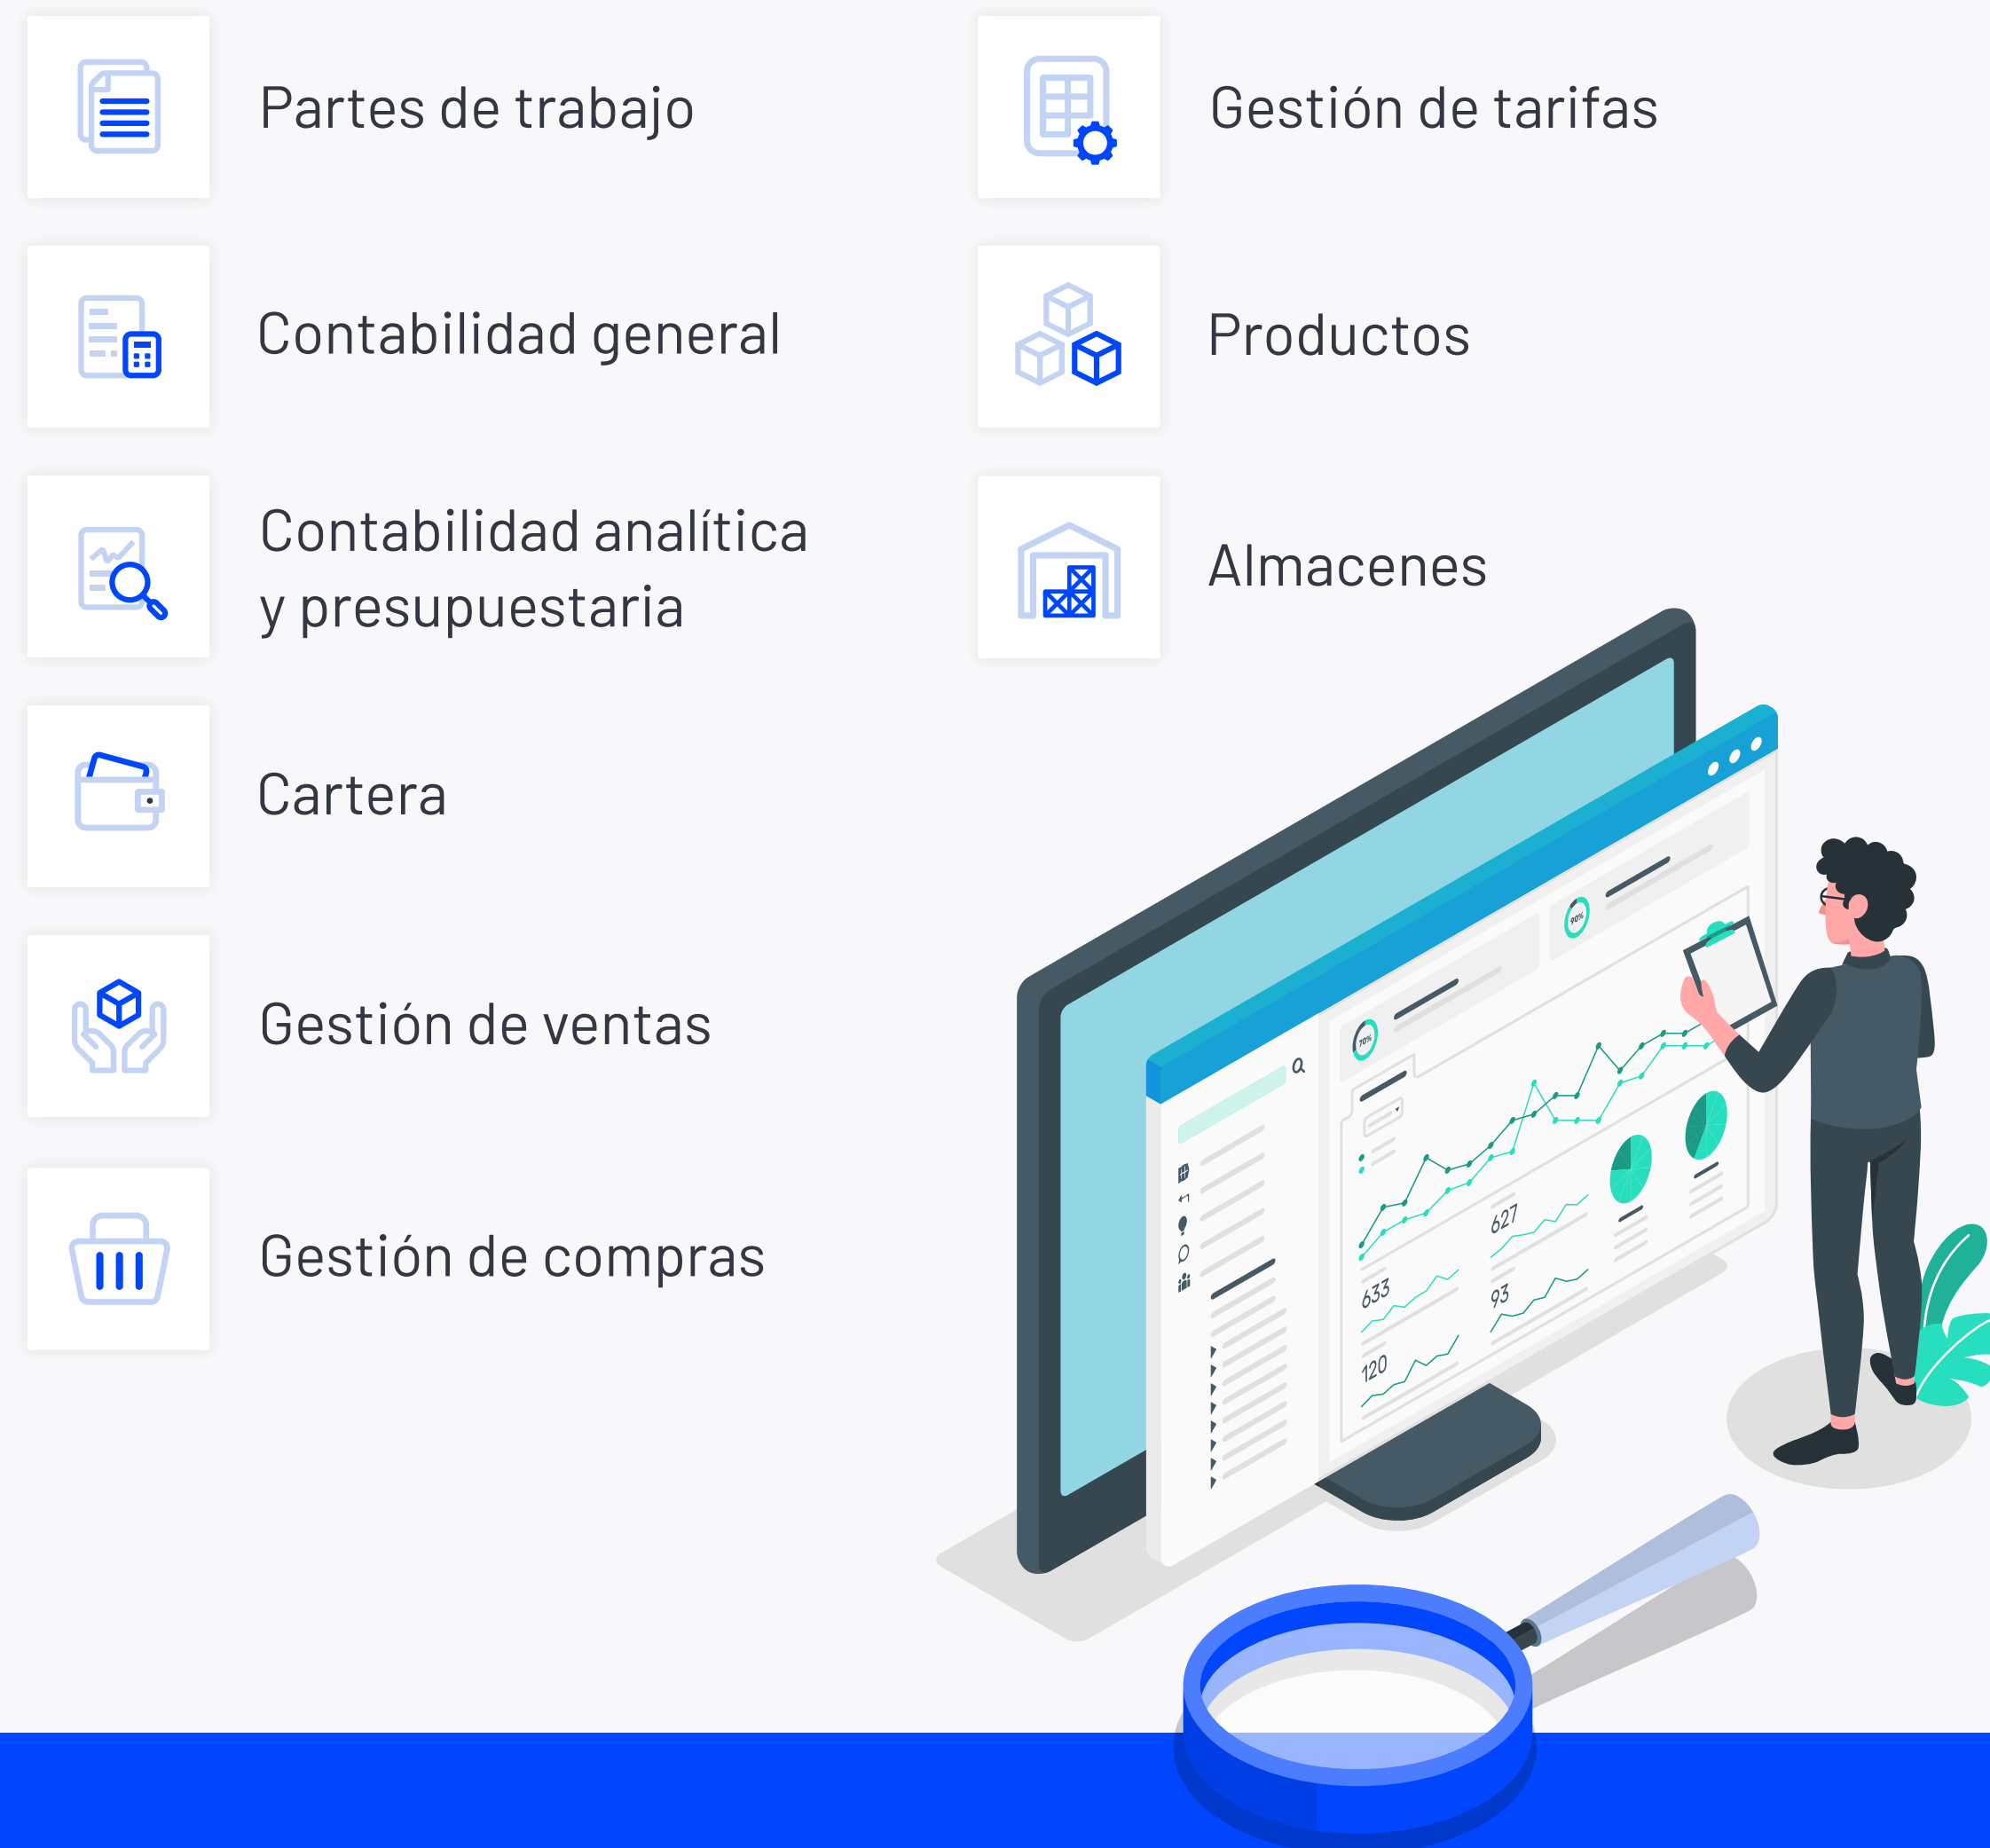 Partes de trabajo
Contabilidad general
Contabilidad analítica
y presupuestaria
Cartera
Gestión de ventas
Gestión de compras
Gestión de tarifas
Productos
Almacenes
90%
70%
627
633
93
120